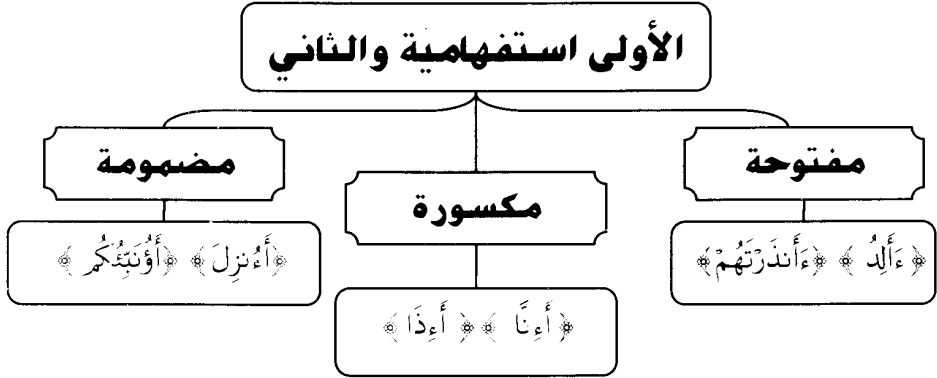 الأولى استفهامية والثاني
مفتوحة
مكسورة
مضمومة
﴿ ءَأَلِدُ ﴾ ﴿ءَأَنذَرْتَهُمْ﴾
﴿ أَءِنَّا ﴾ ﴿ أَءِذَا ﴾
﴿أَءُنزِلَ﴾ ﴿أَؤُنَبِّئُكُم ﴾